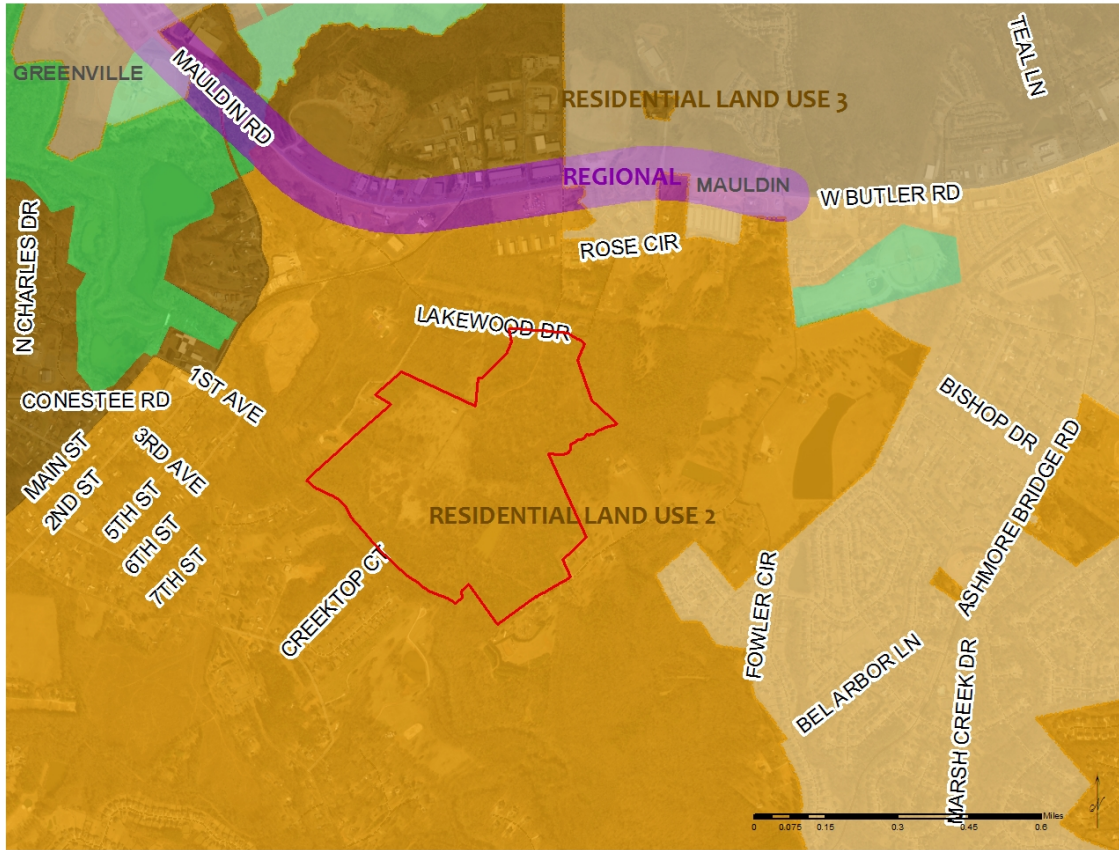 TEAL LN
GREENVILLE
MAULDIN RD
RESIDENTIAL LAND USE 3
REGIONAL
MAULDIN
W BUTLER RD
N CHARLES DR
ROSE CIR
LAKEWOOD DR
1ST AVE
CONESTEE RD
BISHOP DR
MAIN ST
3RD AVE
2ND ST
5TH ST
6TH ST
7TH ST
RESIDENTIAL LAND USE 2
ASHMORE BRIDGE RD
CREEKTOP CT
FOWLER CIR
BEL ARBOR LN
MARSH CREEK DR
Miles
0 0.075 0.15 0.3 0.45 0.6